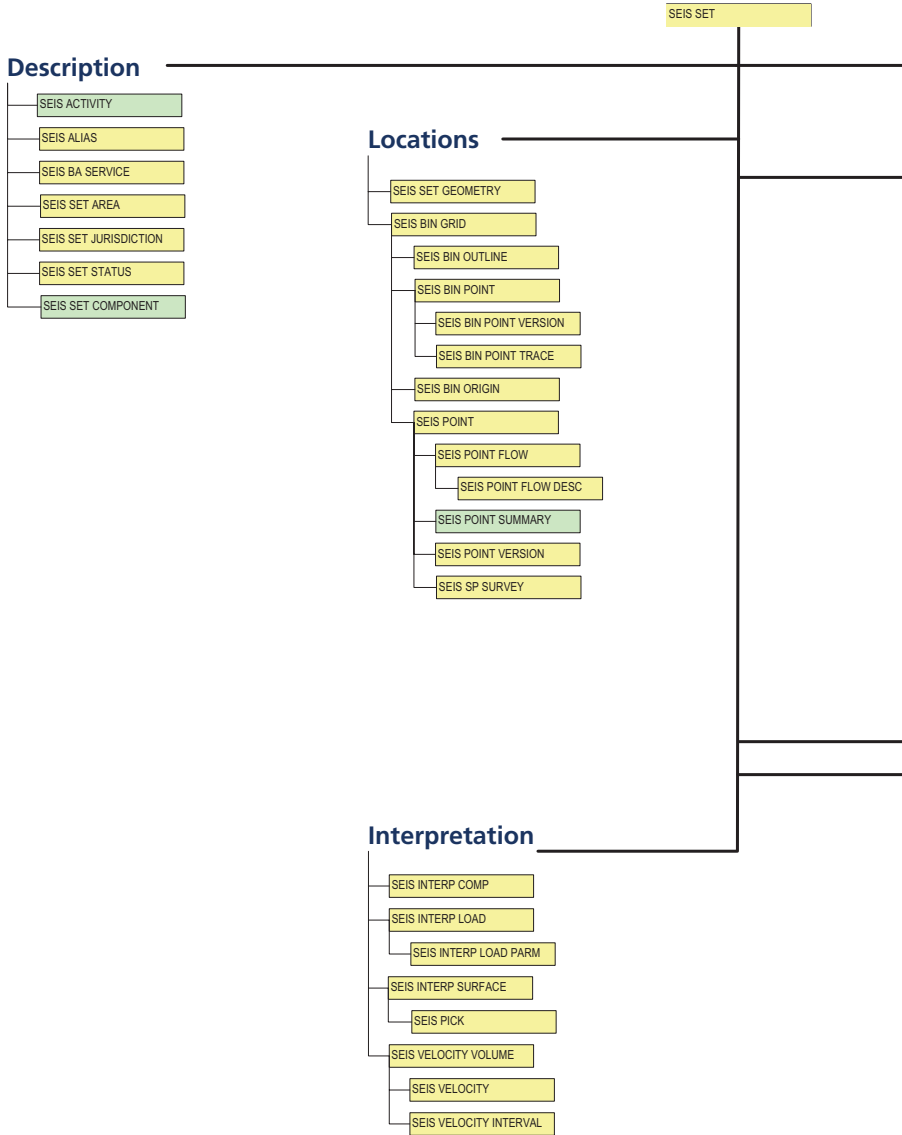 SEIS SET
Description
SEIS ACTIVITY
SEIS ALIAS
SEIS BA SERVICE
SEIS SET AREA
SEIS SET JURISDICTION
SEIS SET STATUS
SEIS SET COMPONENT
Locations
SEIS SET GEOMETRY
SEIS BIN GRID
SEIS BIN OUTLINE
SEIS BIN POINT
SEIS BIN POINT VERSION
SEIS BIN POINT TRACE
SEIS BIN ORIGIN
SEIS POINT
SEIS POINT FLOW
SEIS POINT FLOW DESC
SEIS POINT SUMMARY
SEIS POINT VERSION
SEIS SP SURVEY
Interpretation
SEIS INTERP COMP
SEIS INTERP LOAD
SEIS INTERP LOAD PARM
SEIS INTERP SURFACE
SEIS PICK
SEIS VELOCITY VOLUME
SEIS VELOCITY
SEIS VELOCITY INTERVAL